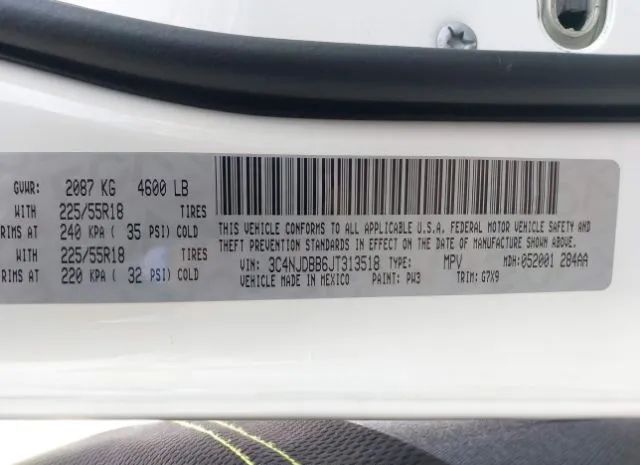 GVWR: 2087 KG 4600 LB
WITH 225/55R18 TIRES
RIMS AT 240 KPA ( 35 PSI) COLD
WITH 225/55R18 TIRES
RIMS AT 220 KPA ( 32 PSI) COLD
THIS VEHICLE CONFORMS TO ALL APPLICABLE U.S.A. FEDERAL MOTOR VEHICLE SAFETY AND
THEFT PREVENTION STANDARDS IN EFFECT ON THE DATE OF MANUFACTURE SHOWN ABOVE.
VIN: 3C4NJDBB6JT313518 TYPE: MPV MDH:052001 284AA
VEHICLE MADE IN MEXICO PAINT: PW3 TRIM: G7X9